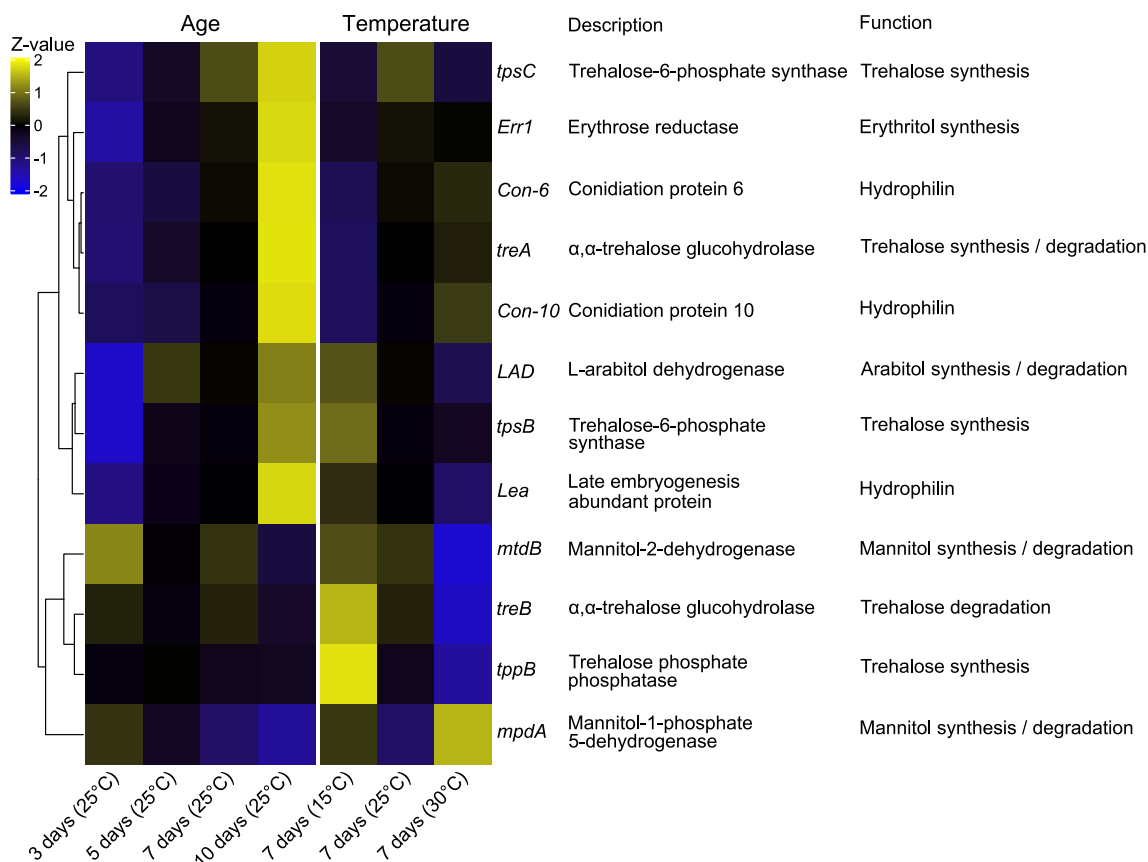 Age Temperature Description Function
Z-value
2
1
0
-1
-2
tpsC Trehalose-6-phosphate synthase Trehalose synthesis
Err1 Erythrose reductase Erythritol synthesis
Con-6 Conidiation protein 6 Hydrophilin
treA α,α-trehalose glucohydrolase Trehalose synthesis / degradation
Con-10 Conidiation protein 10 Hydrophilin
LAD L-arabitol dehydrogenase Arabitol synthesis / degradation
tpsB Trehalose-6-phosphate Trehalose synthesis
synthase
Lea Late embryogenesis Hydrophilin
abundant protein
mtdB Mannitol-2-dehydrogenase Mannitol synthesis / degradation
treB α,α-trehalose glucohydrolase Trehalose degradation
tppB Trehalose phosphate Trehalose synthesis
phosphatase
mpdA Mannitol-1-phosphate Mannitol synthesis / degradation
5-dehydrogenase
3 days (25°C)
5 days (25°C)
7 days (25°C)
10 days (25°C)
7 days (15°C)
7 days (25°C)
7 days (30°C)